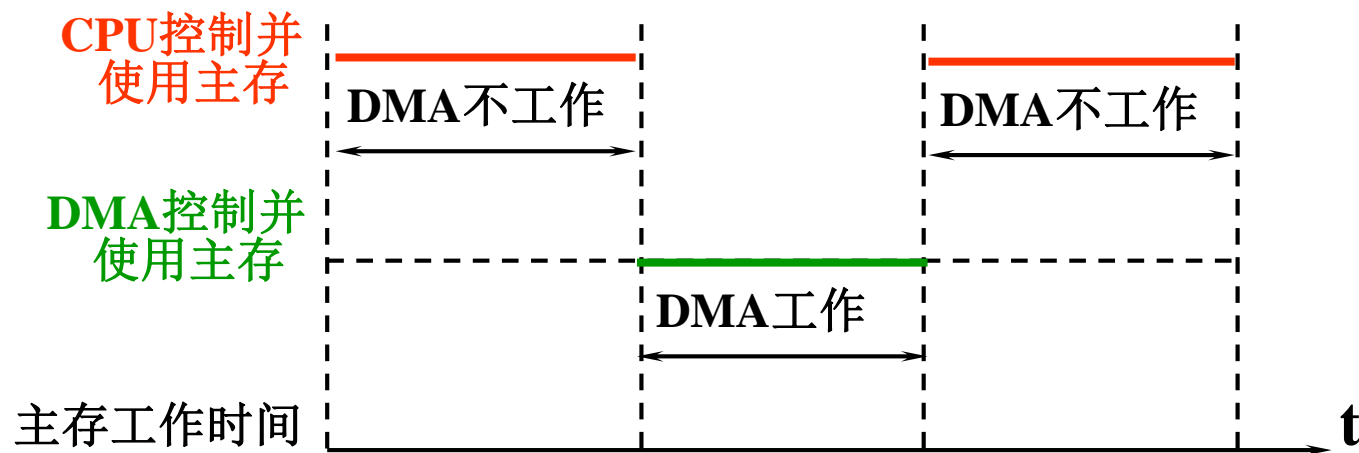 CPU控制并
使用主存
DMA不工作
DMA不工作
DMA控制并
使用主存
DMA工作
主存工作时间
t